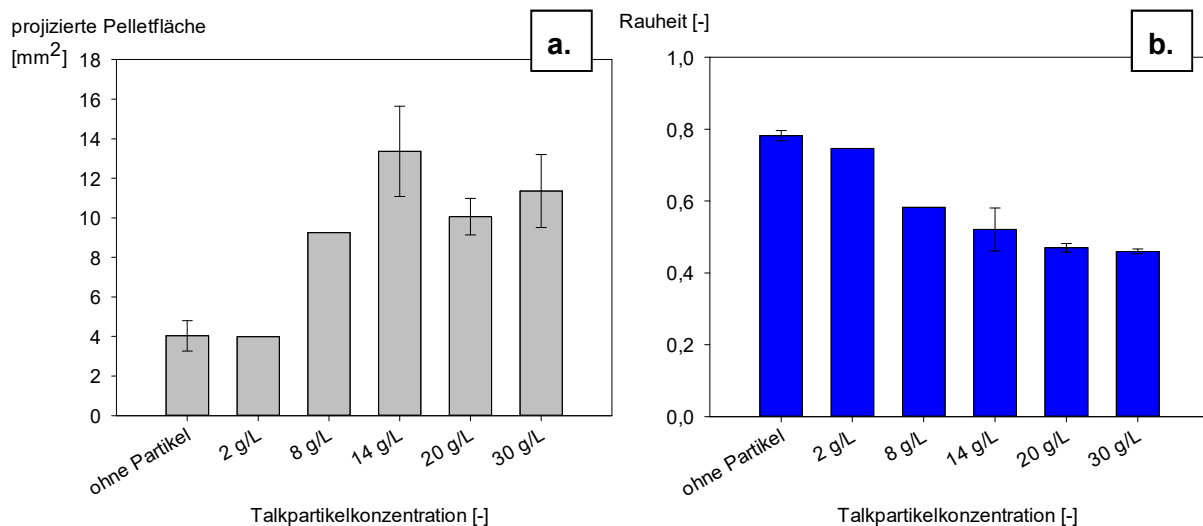 projizierte Pelletfläche
[mm2]
a.
18
16
14
12
10
8
6
4
2
0
ohne Partikel
2 g/L
8 g/L
14 g/L
20 g/L
30 g/L
Talkpartikelkonzentration [-]
Rauheit [-]
b.
1,0
0,8
0,6
0,4
0,2
0,0
ohne Partikel
2 g/L
8 g/L
14 g/L
20 g/L
30 g/L
Talkpartikelkonzentration [-]